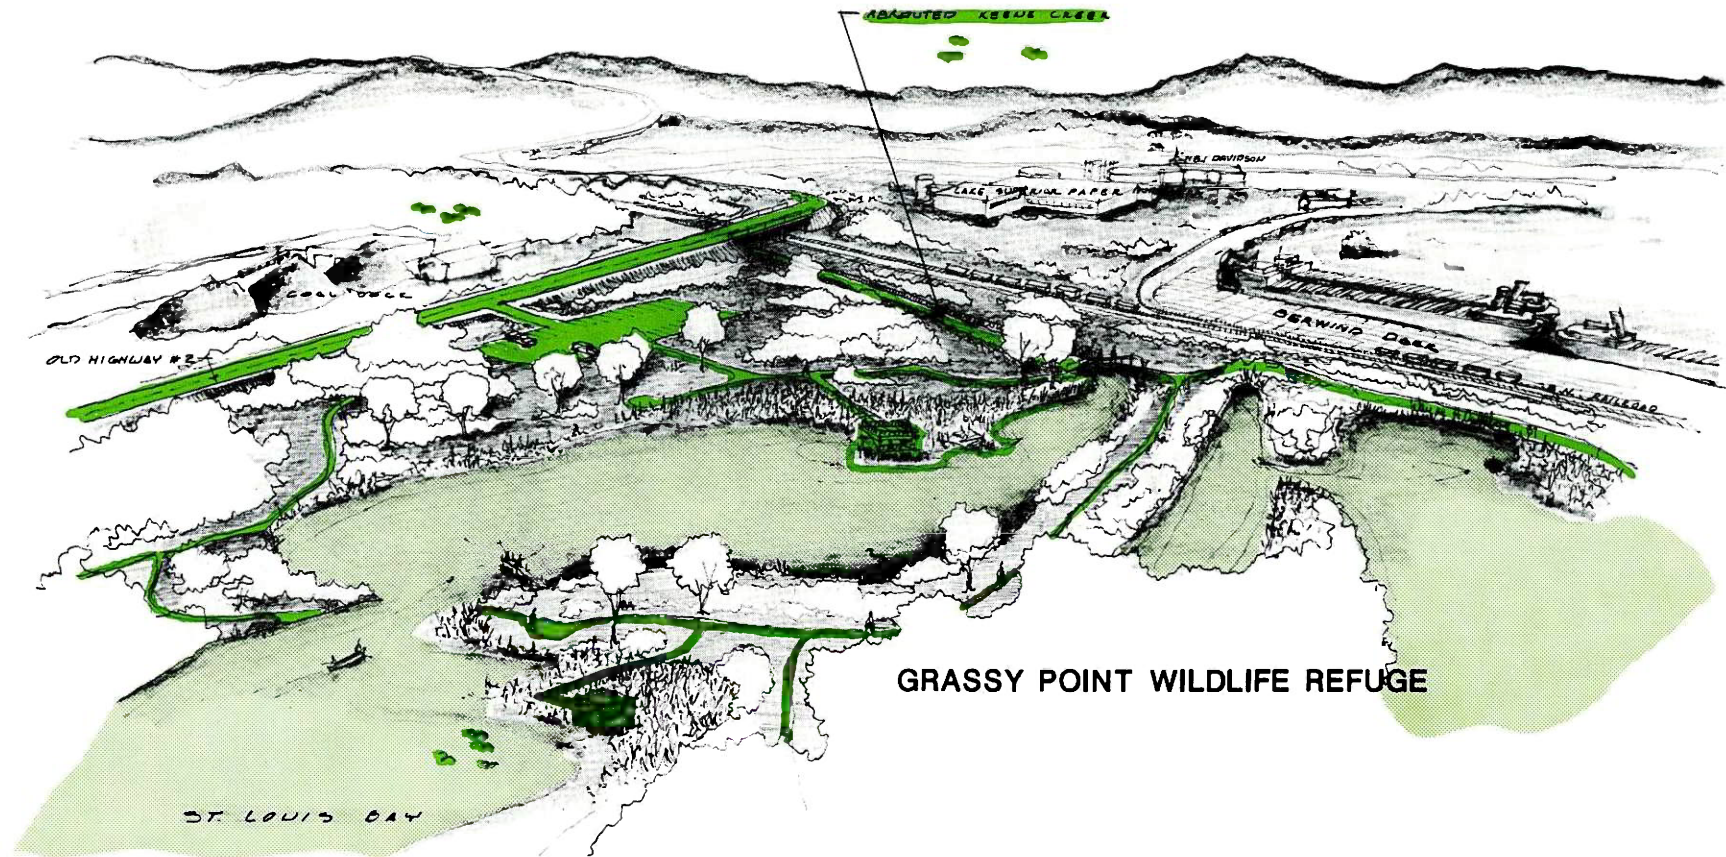 REROUTED KEENE CREEK
M.B.I DAVIDSON
LAKE SUPERIOR PAPER
COAL DOCK
BERWIND DOCK
OLD HIGHWAY #2
B.N. RAILROAD
GRASSY POINT WILDLIFE REFUGE
ST. LOUIS BAY